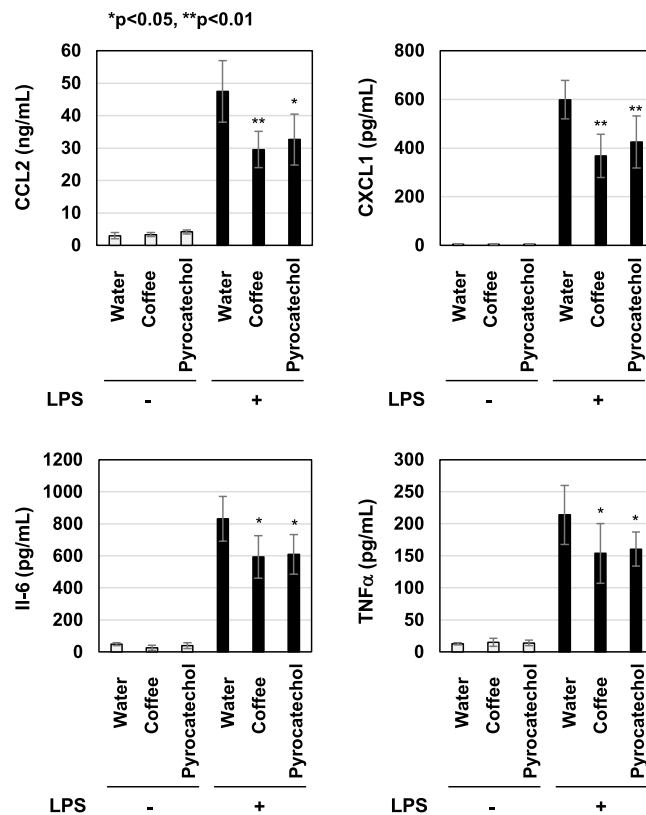 *p<0.05, **p<0.01
CCL2 (ng/mL)
60
50
40
30
20
10
0
**
*
Water
Coffee
Pyrocatechol
Water
Coffee
Pyrocatechol
LPS - +
CXCL1 (pg/mL)
800
600
400
200
0
**
**
Water
Coffee
Pyrocatechol
Water
Coffee
Pyrocatechol
LPS - +
Il-6 (pg/mL)
1200
1000
800
600
400
200
0
*
*
Water
Coffee
Pyrocatechol
Water
Coffee
Pyrocatechol
LPS - +
TNFα (pg/mL)
300
250
200
150
100
50
0
*
*
Water
Coffee
Pyrocatechol
Water
Coffee
Pyrocatechol
LPS - +